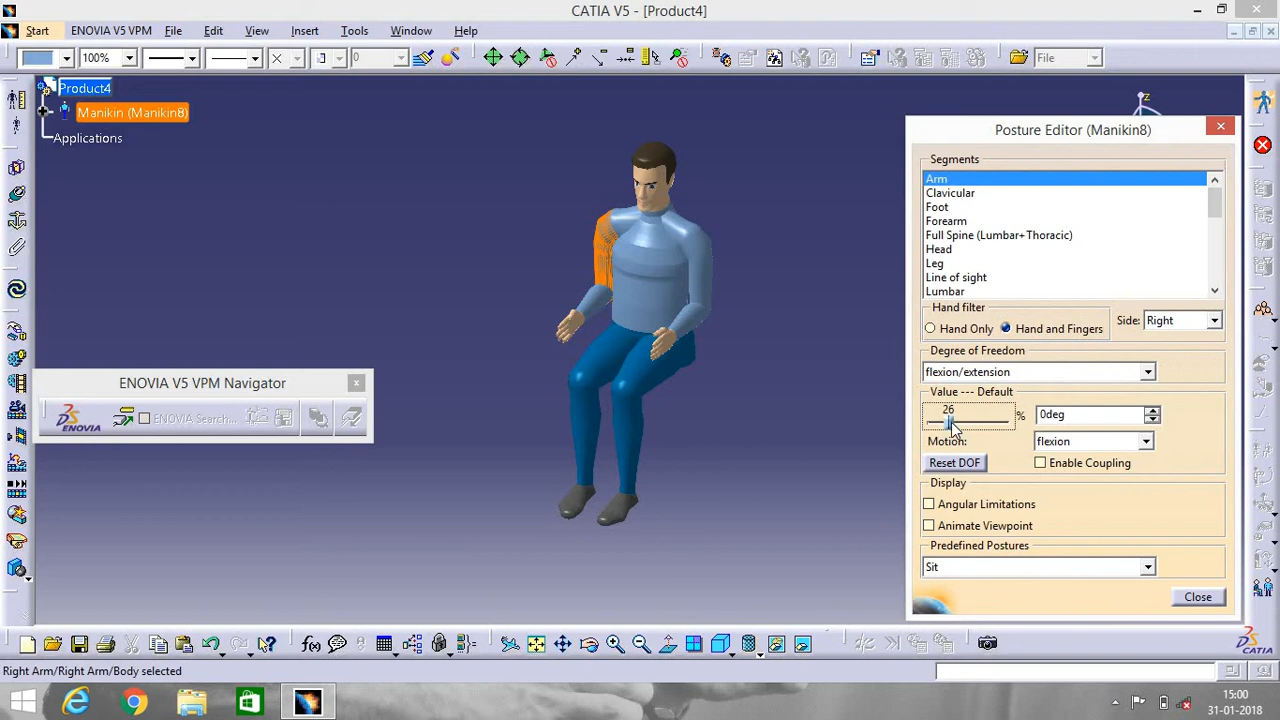 CATIA V5 - [Product4]
Start ENOVIA V5 VPM File Edit View Insert Tools Window Help
100% 0 File
Product4
Manikin (Manikin8)
Applications
z
Posture Editor (Manikin8)
Segments
Arm
Clavicular
Foot
Forearm
Full Spine (Lumbar+Thoracic)
Head
Leg
Line of sight
Lumbar
Hand filter
Hand Only Hand and Fingers Side: Right
Degree of Freedom
flexion/extension
Value --- Default
26
% 0deg
Motion: flexion
Reset DOF Enable Coupling
Display
Angular Limitations
Animate Viewpoint
Predefined Postures
Sit
Close
ENOVIA V5 VPM Navigator
ENOVIA ENOVIA Search...
f(x)
CATIA
Right Arm/Right Arm/Body selected
15:00
31-01-2018